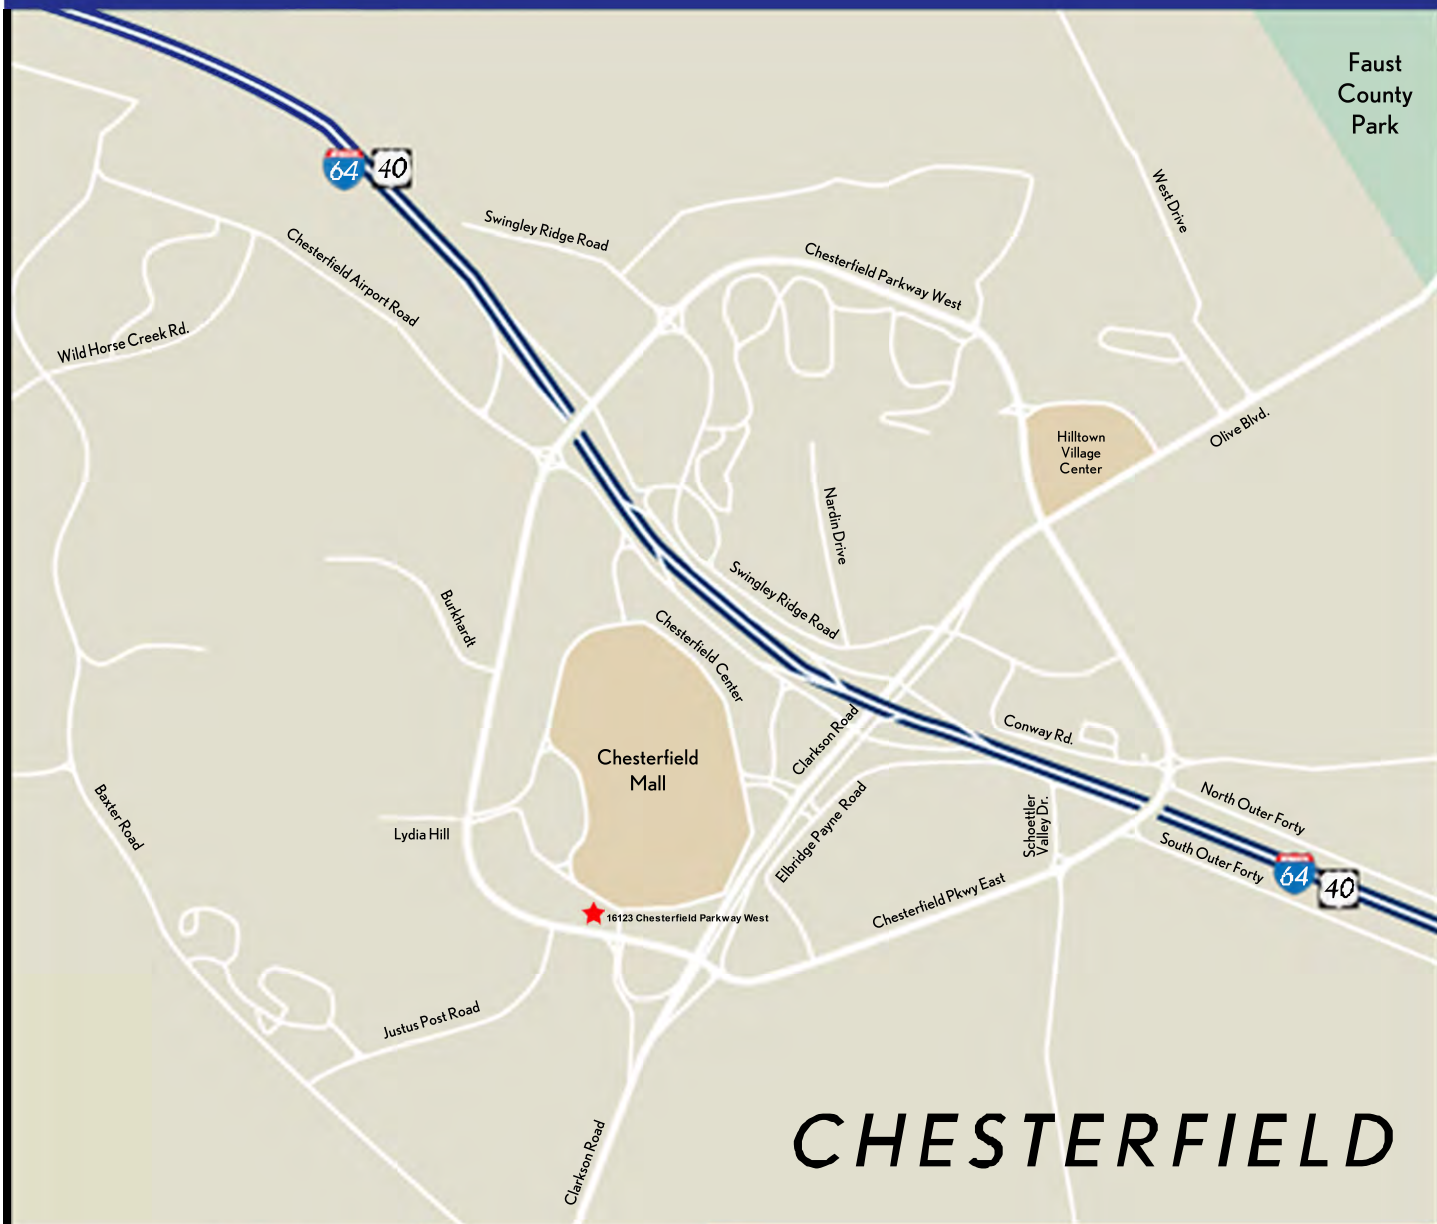 Faust
County
Park
64
40
West Drive
Swingley Ridge Road
Chesterfield Parkway West
Chesterfield Airport Road
Wild Horse Creek Rd.
Olive Blvd.
Hilltown
Village
Center
Nardin Drive
Swingley Ridge Road
Burkhardt
Chesterfield Center
Clarkson Road
Conway Rd.
Chesterfield
Mall
Baxter Road
Lydia Hill
Elbridge Payne Road
Schoettler
Valley Dr.
North Outer Forty
South Outer Forty
64
40
Chesterfield Pkwy East
16123 Chesterfield Parkway West
Justus Post Road
Clarkson Road
CHESTERFIELD